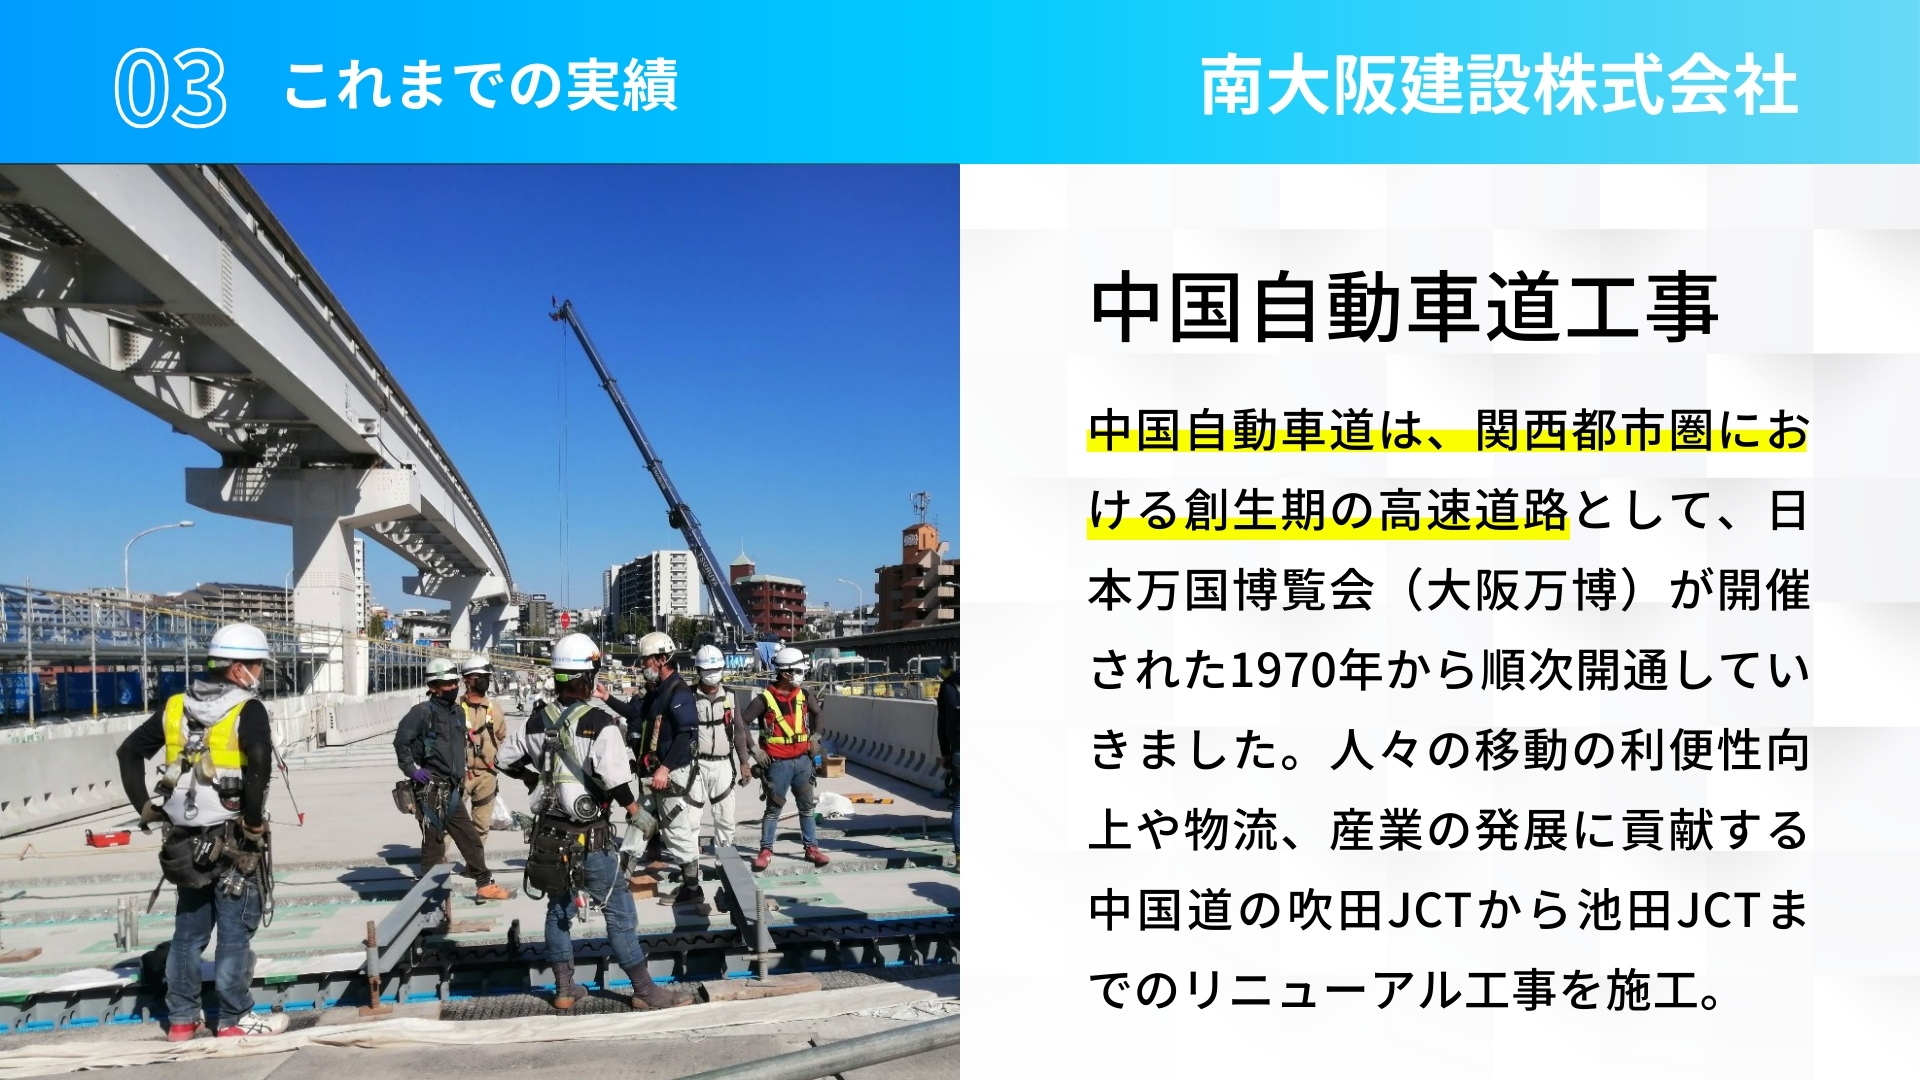 03 これまでの実績
南大阪建設株式会社
中国自動車道工事
中国自動車道は、関西都市圏にお
ける創生期の高速道路として、日
本万国博覧会（大阪万博）が開催
された1970年から順次開通してい
きました。人々の移動の利便性向
上や物流、産業の発展に貢献する
中国道の吹田JCTから池田JCTま
でのリニューアル工事を施工。